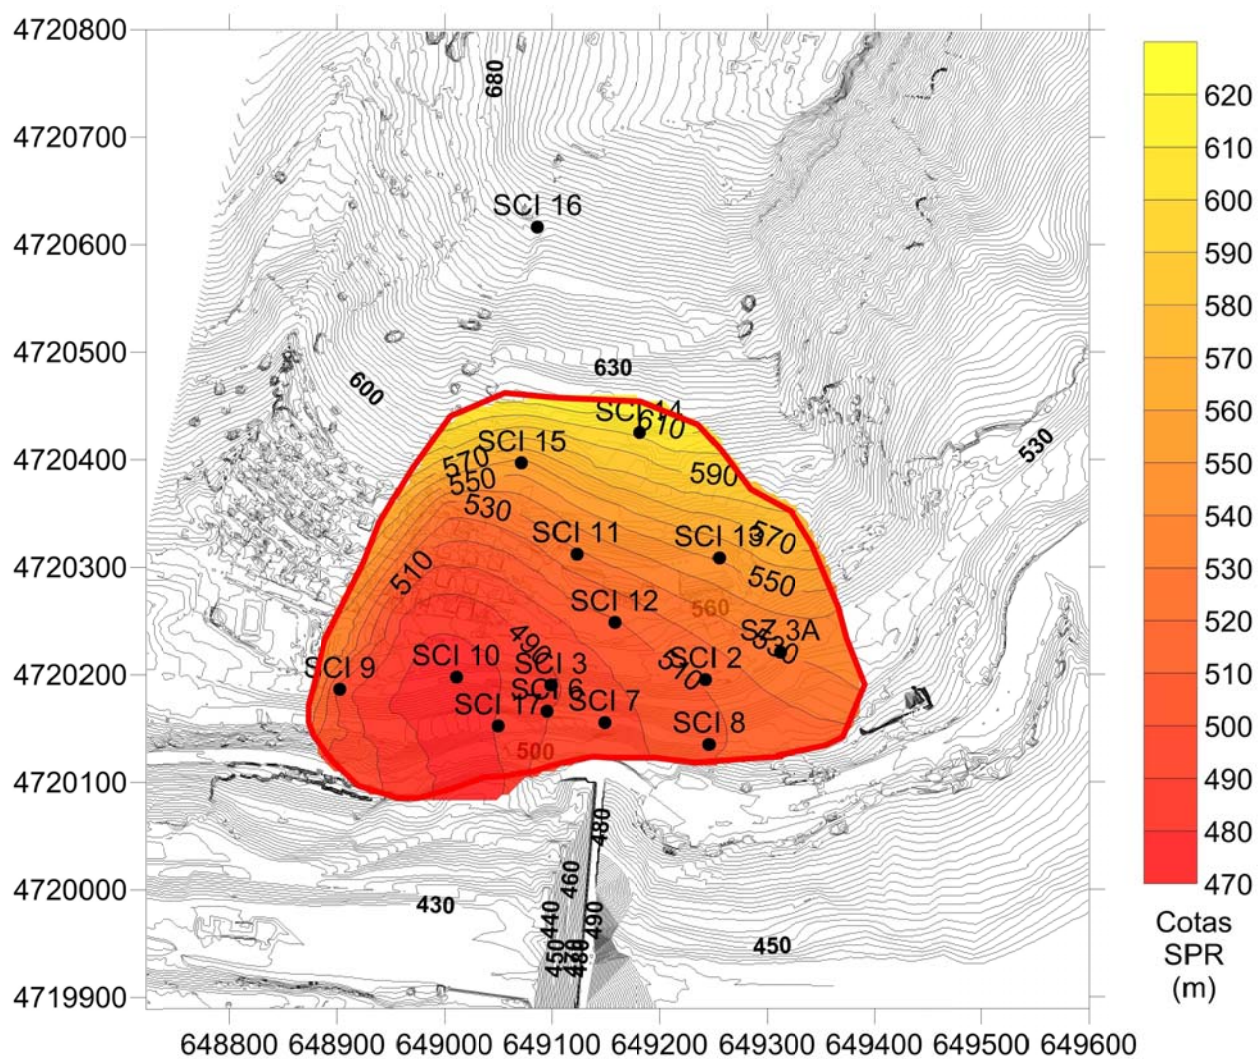 4720800
680
620
4720700
610
SCI 16
600
4720600
590
580
4720500
630
570
600
560
SCI 14
610
530
SCI 15
570
550
4720400
590
550
540
530
SCI 11
SCI 13
570
530
4720300
510
550
520
SCI 12
560
510
SZ 3A
530
490
SCI 9
SCI 10
SCI 3
SCI 2
510
500
4720200
SCI 6
SCI 17
SCI 7
SCI 8
490
500
4720100
480
480
460
470
4720000
430
440
490
450
450
470
480
Cotas
SPR
(m)
4719900
648800 648900 649000 649100 649200 649300 649400 649500 649600